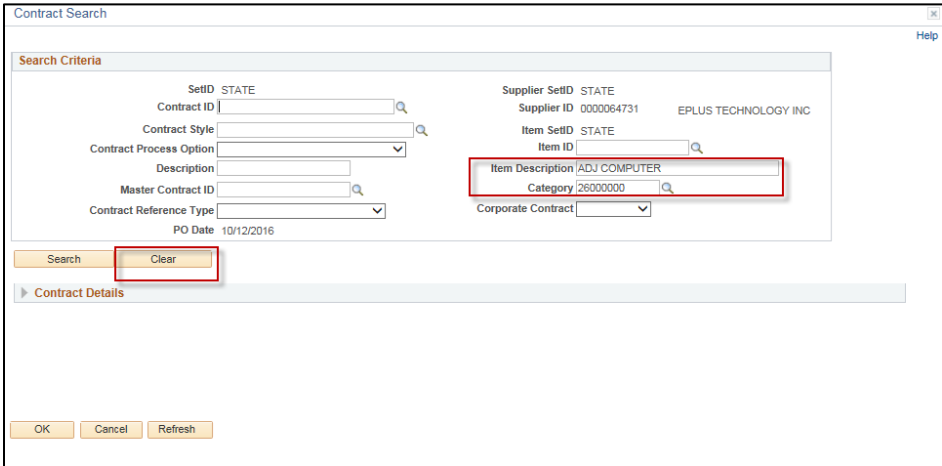 Contract Search
x
Help
Search Criteria
SetID STATE
Supplier SetID STATE
Contract ID
Supplier ID 0000064731 EPLUS TECHNOLOGY INC
Contract Style
Item SetID STATE
Contract Process Option
Item ID
Description
Item Description ADJ COMPUTER
Master Contract ID
Category 26000000
Contract Reference Type
Corporate Contract
PO Date 10/12/2016
Search Clear
Contract Details
OK Cancel Refresh